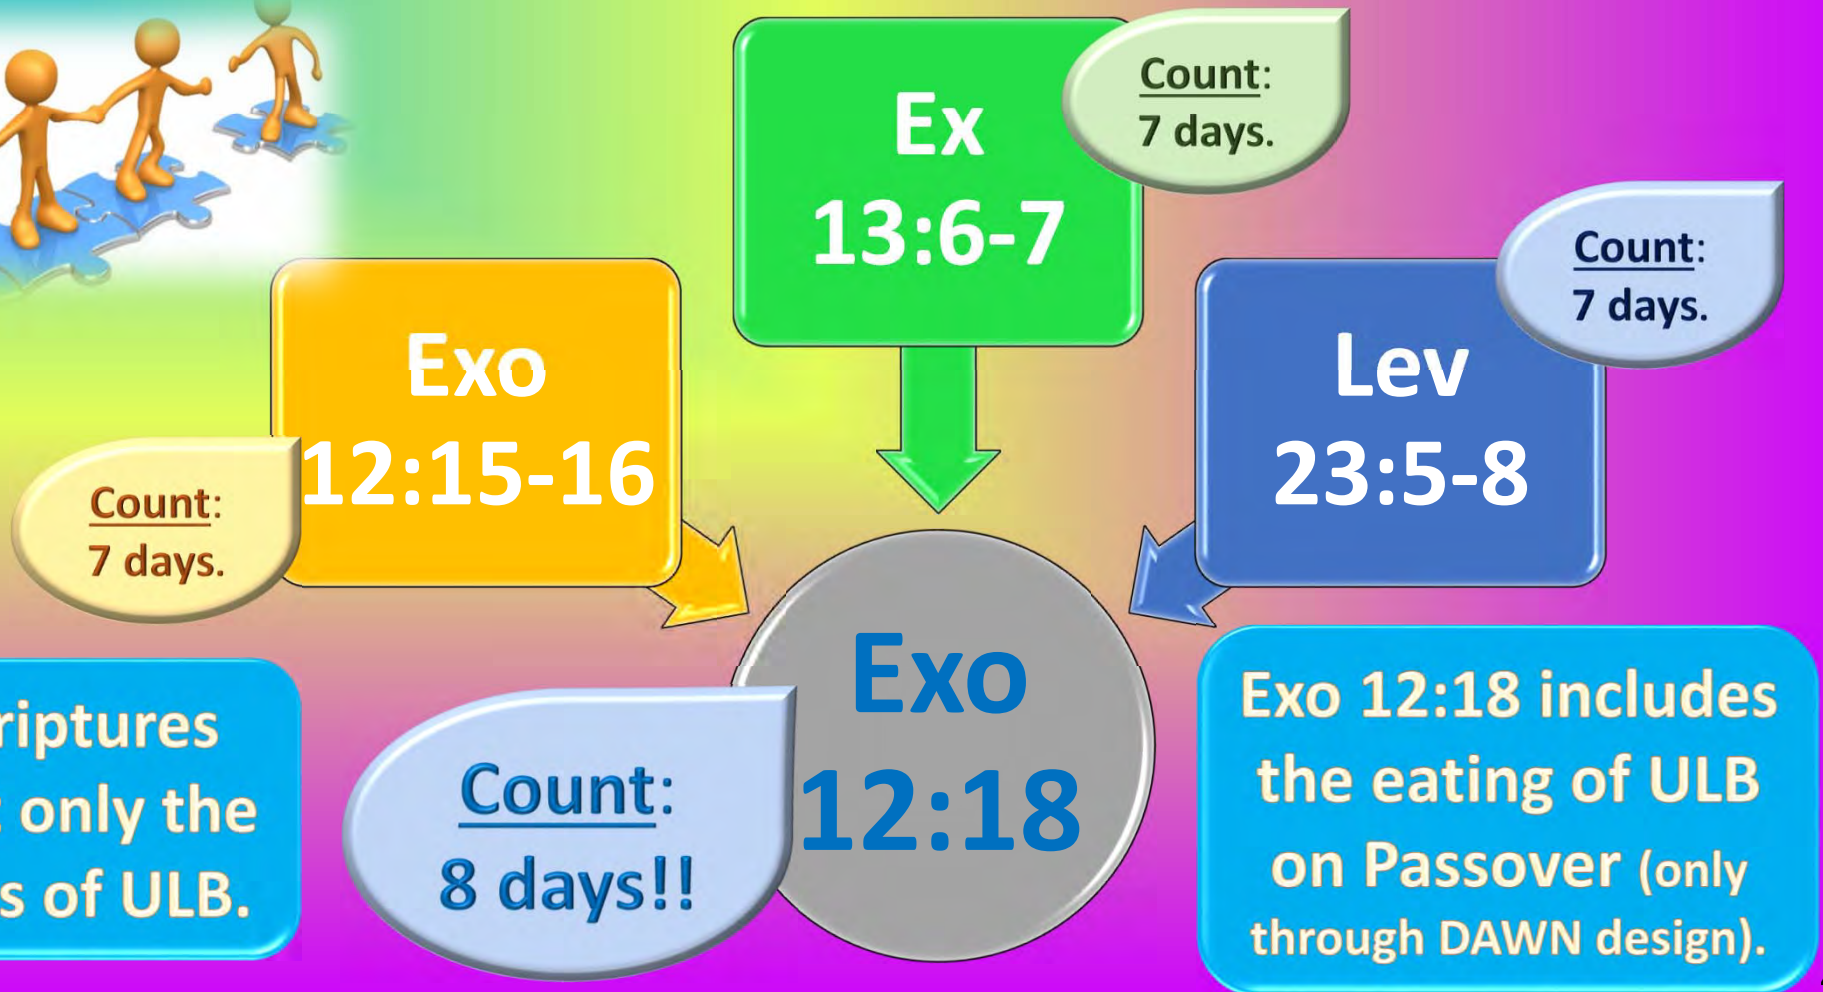 Ex
13:6-7
Count:
7 days.
Exo
12:15-16
Count:
7 days.
Lev
23:5-8
Count:
7 days.
Exo
12:18
Count:
8 days!!
only the
of ULB.
Exo 12:18 includes
the eating of ULB
on Passover (only
through DAWN design).